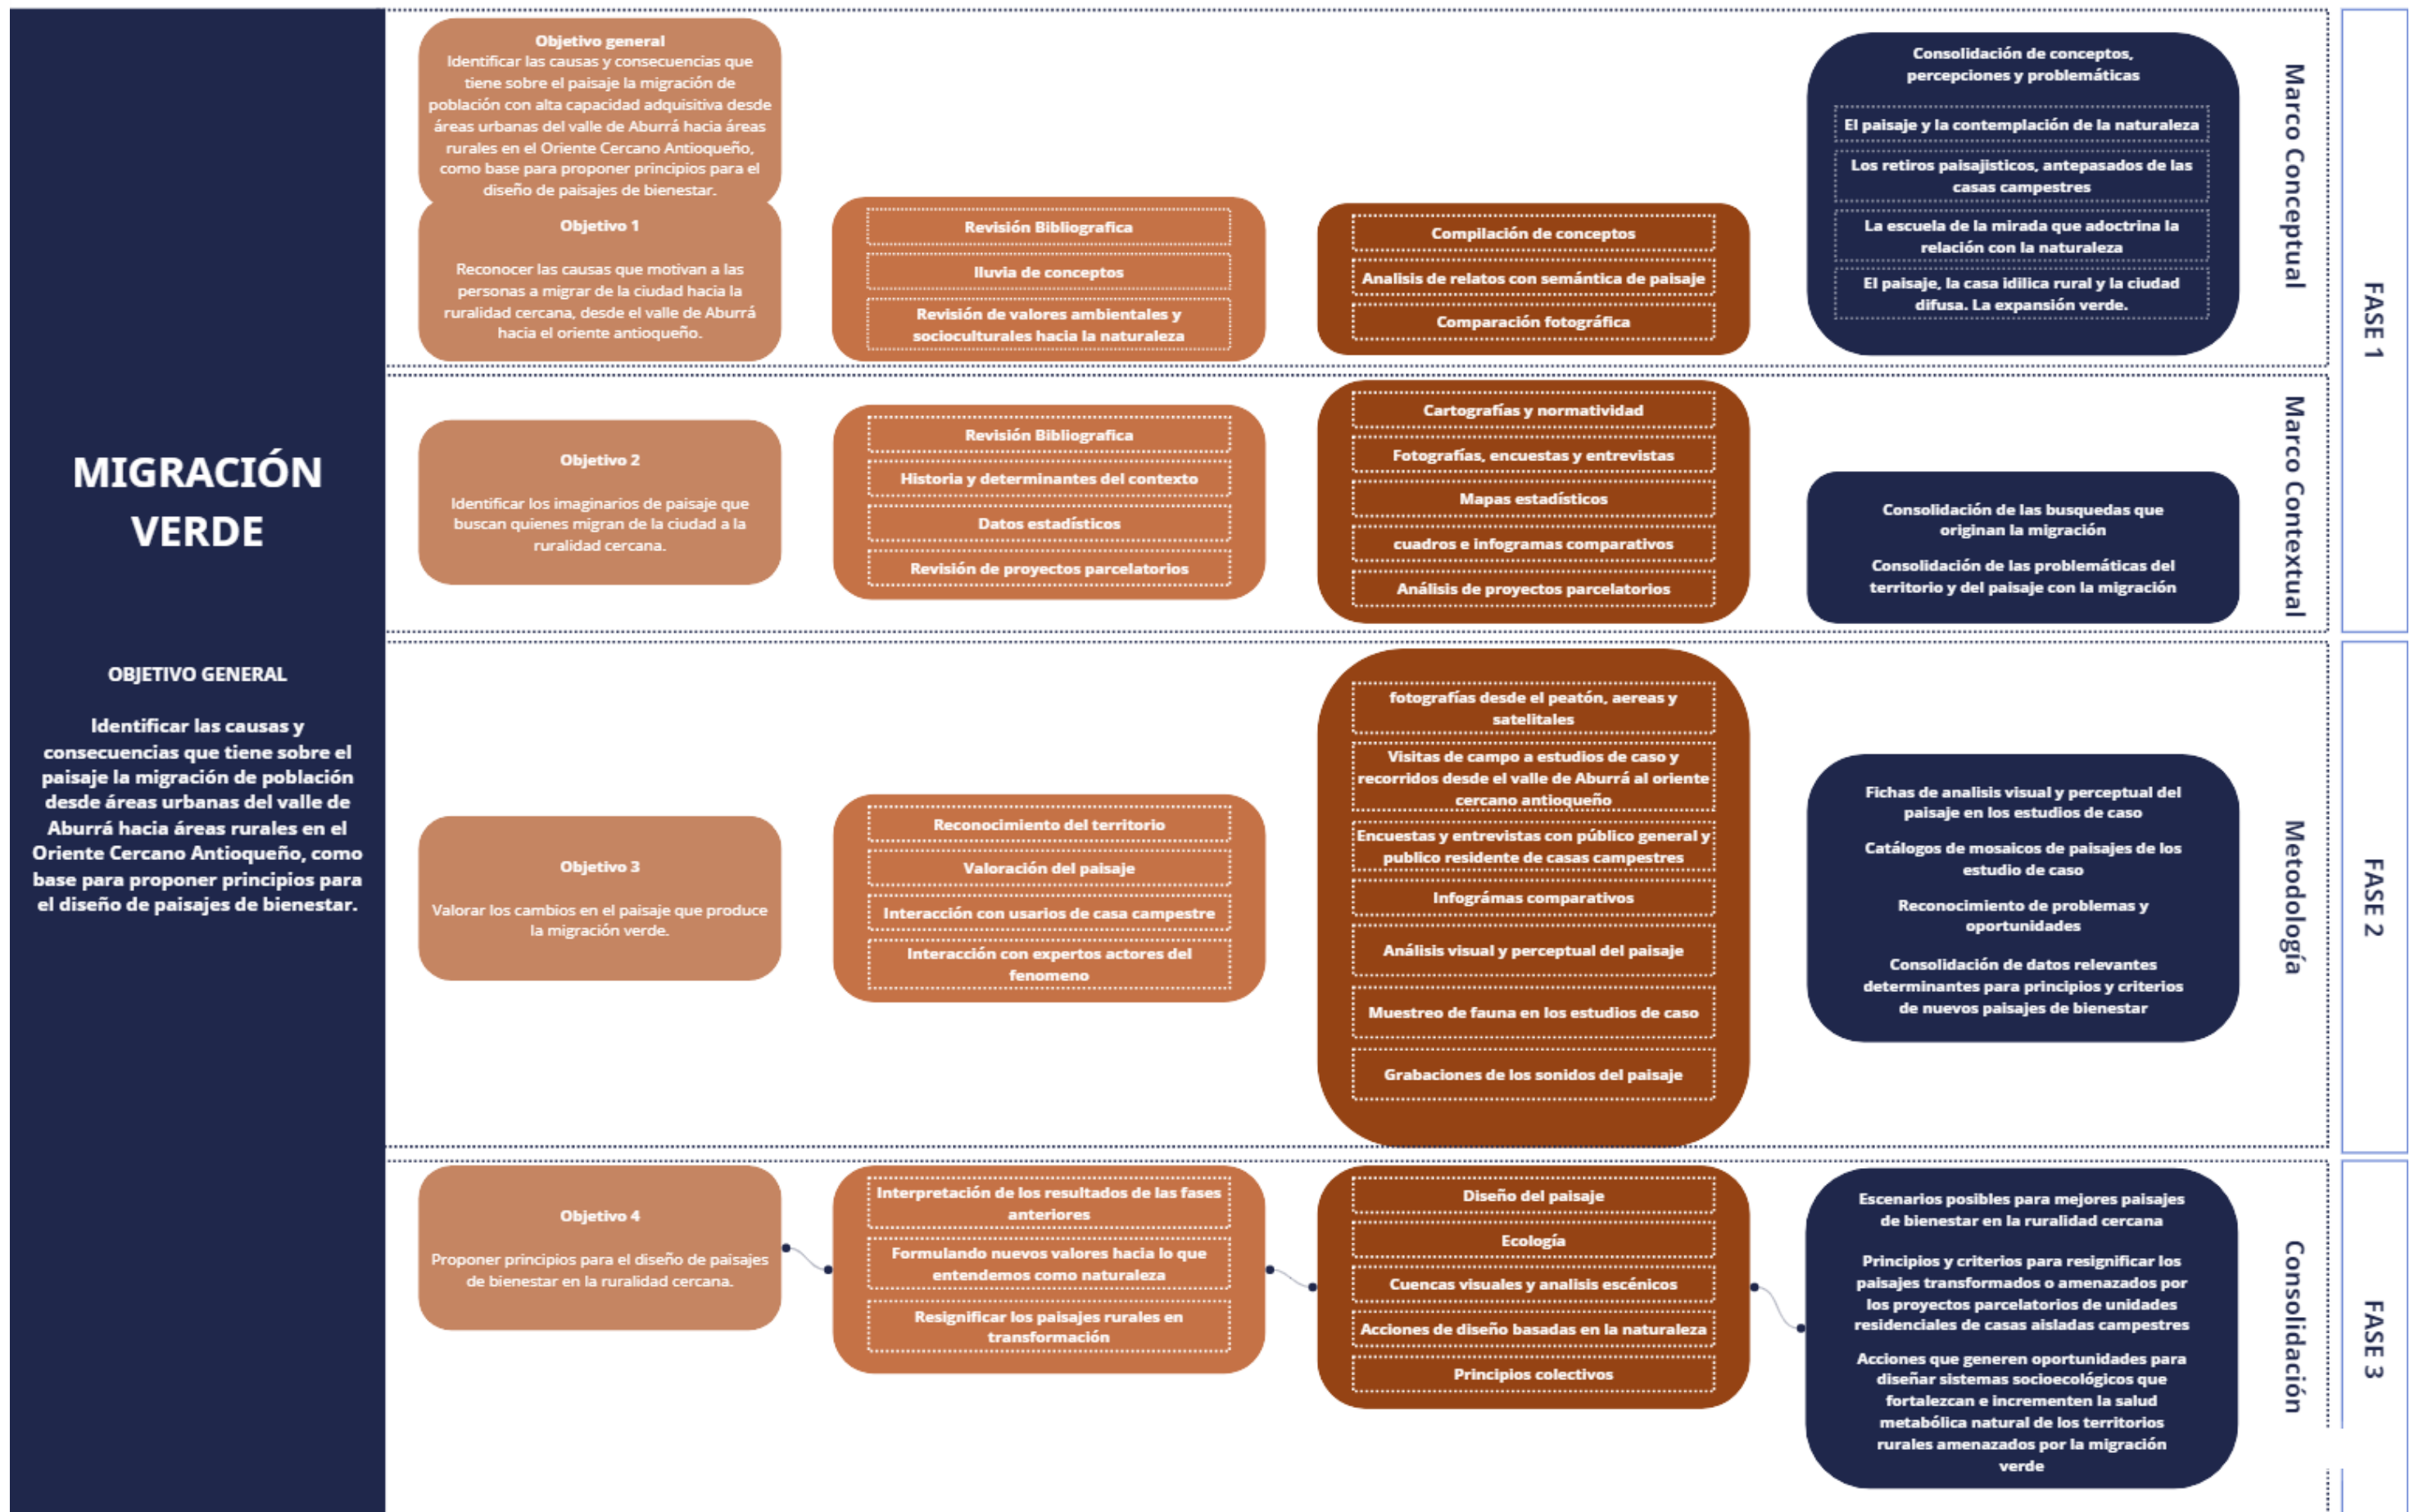 MIGRACIÓN
VERDE
OBJETIVO GENERAL
Identificar las causas y
consecuencias que tiene sobre el
paisaje la migración de población
desde áreas urbanas del valle de
Aburrá hacia áreas rurales en el
Oriente Cercano Antioqueño, como
base para proponer principios para
el diseño de paisajes de bienestar.
Objetivo general
Identificar las causas y consecuencias que
tiene sobre el paisaje la migración de
población con alta capacidad adquisitiva desde
áreas urbanas del valle de Aburrá hacia áreas
rurales en el Oriente Cercano Antioqueño,
como base para proponer principios para el
diseño de paisajes de bienestar.
Objetivo 1
Reconocer las causas que motivan a las
personas a migrar de la ciudad hacia la
ruralidad cercana, desde el valle de Aburrá
hacia el oriente antioqueño.
Revisión Bibliografica
lluvia de conceptos
Revisión de valores ambientales y
socioculturales hacia la naturaleza
Compilación de conceptos
Analisis de relatos con semántica de paisaje
Comparación fotográfica
Consolidación de conceptos,
percepciones y problemáticas
El paisaje y la contemplación de la naturaleza
Los retiros paisajisticos, antepasados de las
casas campestres
La escuela de la mirada que adoctrina la
relación con la naturaleza
El paisaje, la casa idilica rural y la ciudad
difusa. La expansión verde.
Marco Conceptual
FASE 1
Objetivo 2
Identificar los imaginarios de paisaje que
buscan quienes migran de la ciudad a la
ruralidad cercana.
Revisión Bibliografica
Historia y determinantes del contexto
Datos estadísticos
Revisión de proyectos parcelatorios
Cartografías y normatividad
Fotografías, encuestas y entrevistas
Mapas estadísticos
cuadros e infogramas comparativos
Análisis de proyectos parcelatorios
Consolidación de las busquedas que
originan la migración
Consolidación de las problemáticas del
territorio y del paisaje con la migración
Marco Contextual
Objetivo 3
Valorar los cambios en el paisaje que produce
la migración verde.
Reconocimiento del territorio
Valoración del paisaje
Interacción con usarios de casa campestre
Interacción con expertos actores del
fenomeno
fotografías desde el peatón, aereas y
satelitales
Visitas de campo a estudios de caso y
recorridos desde el valle de Aburrá al oriente
cercano antioqueño
Encuestas y entrevistas con público general y
publico residente de casas campestres
Infográmas comparativos
Análisis visual y perceptual del paisaje
Muestreo de fauna en los estudios de caso
Grabaciones de los sonidos del paisaje
Fichas de analisis visual y perceptual del
paisaje en los estudios de caso
Catálogos de mosaicos de paisajes de los
estudio de caso
Reconocimiento de problemas y
oportunidades
Consolidación de datos relevantes
determinantes para principios y criterios
de nuevos paisajes de bienestar
Metodología
FASE 2
Objetivo 4
Proponer principios para el diseño de paisajes
de bienestar en la ruralidad cercana.
Interpretación de los resultados de las fases
anteriores
Formulando nuevos valores hacia lo que
entendemos como naturaleza
Resignificar los paisajes rurales en
transformación
Diseño del paisaje
Ecología
Cuencas visuales y analisis escénicos
Acciones de diseño basadas en la naturaleza
Principios colectivos
Escenarios posibles para mejores paisajes
de bienestar en la ruralidad cercana
Principios y criterios para resignificar los
paisajes transformados o amenazados por
los proyectos parcelatorios de unidades
residenciales de casas aisladas campestres
Acciones que generen oportunidades para
diseñar sistemas socioecológicos que
fortalezcan e incrementen la salud
metabólica natural de los territorios
rurales amenazados por la migración
verde
Consolidación
FASE 3